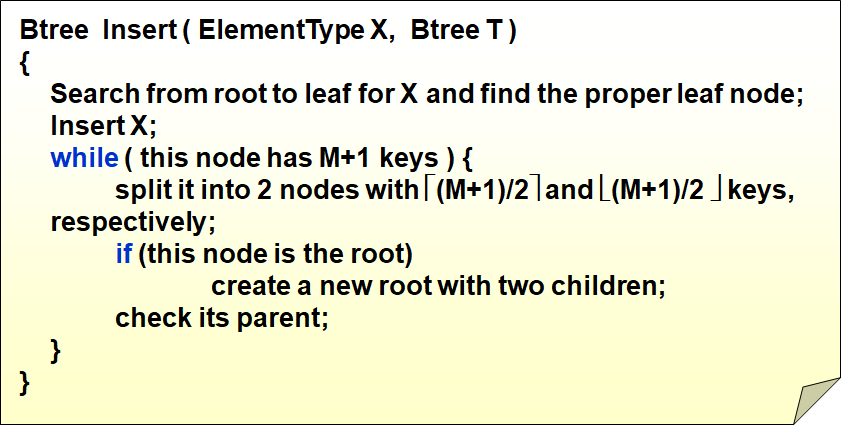 Btree Insert ( ElementType X, Btree T )
{
Search from root to leaf for X and find the proper leaf node;
Insert X;
while ( this node has M+1 keys ) {
split it into 2 nodes with⎡(M+1)/2⎤and⎣(M+1)/2 ⎦keys,
respectively;
if (this node is the root)
create a new root with two children;
check its parent;
}
}